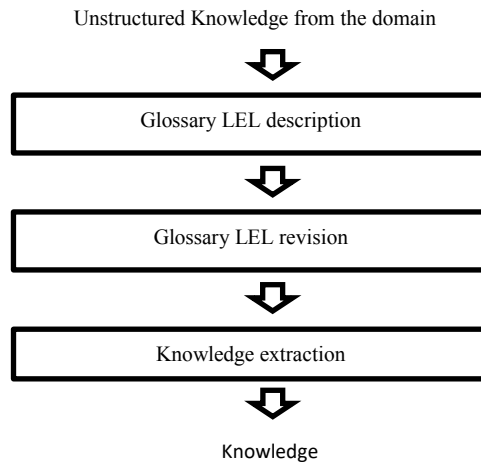 Unstructured Knowledge from the domain
Glossary LEL description
Glossary LEL revision
Knowledge extraction
Knowledge